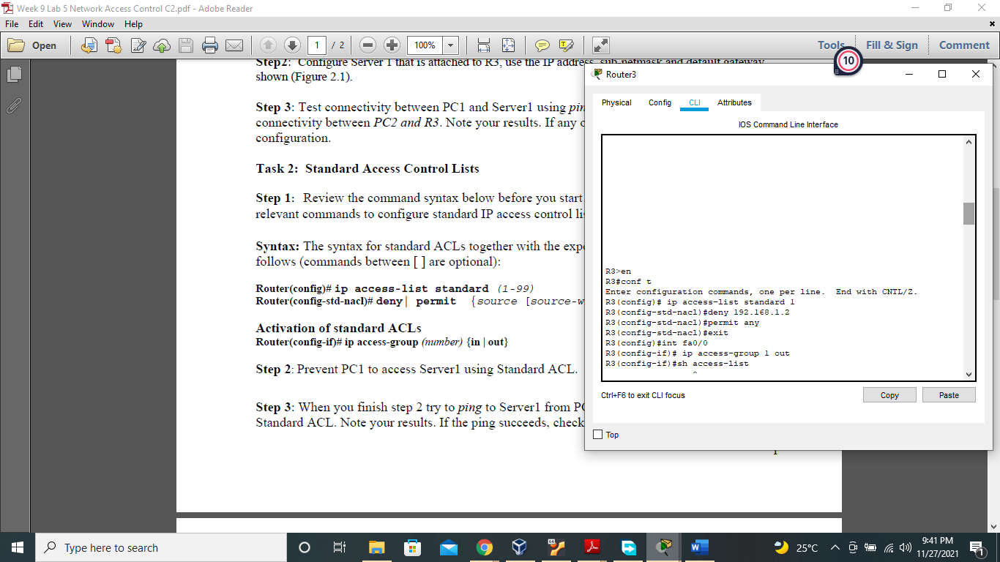 Week 9 Lab 5 Network Access Control C2.pdf - Adobe Reader
File Edit View Window Help
Open 1 / 2 100% Tools Fill & Sign Comment
10
Step2: Configure Server 1 that is attached to R3, use the IP address, sub-netmask and default gateway
shown (Figure 2.1).
Step 3: Test connectivity between PC1 and Server1 using pin
connectivity between PC2 and R3. Note your results. If any o
configuration.
Task 2: Standard Access Control Lists
Step 1: Review the command syntax below before you start
relevant commands to configure standard IP access control lis
Syntax: The syntax for standard ACLs together with the expe
follows (commands between [ ] are optional):
Router(config)# ip access-list standard (1-99)
Router(config-std-nacl)# deny| permit {source [source-w
Activation of standard ACLs
Router(config-if)# ip access-group (number) {in | out}
Step 2: Prevent PC1 to access Server1 using Standard ACL.
Step 3: When you finish step 2 try to ping to Server1 from PC
Standard ACL. Note your results. If the ping succeeds, check
1
Router3
Physical Config CLI Attributes
IOS Command Line Interface
R3>en
R3#conf t
Enter configuration commands, one per line. End with CNTL/Z.
R3(config)# ip access-list standard 1
R3(config-std-nacl)#deny 192.168.1.2
R3(config-std-nacl)#permit any
R3(config-std-nacl)#exit
R3(config)#int fa0/0
R3(config-if)# ip access-group 1 out
R3(config-if)#sh access-list
^
Ctrl+F6 to exit CLI focus
Copy Paste
Top
Type here to search
64
25°C
9:41 PM
11/27/2021
1